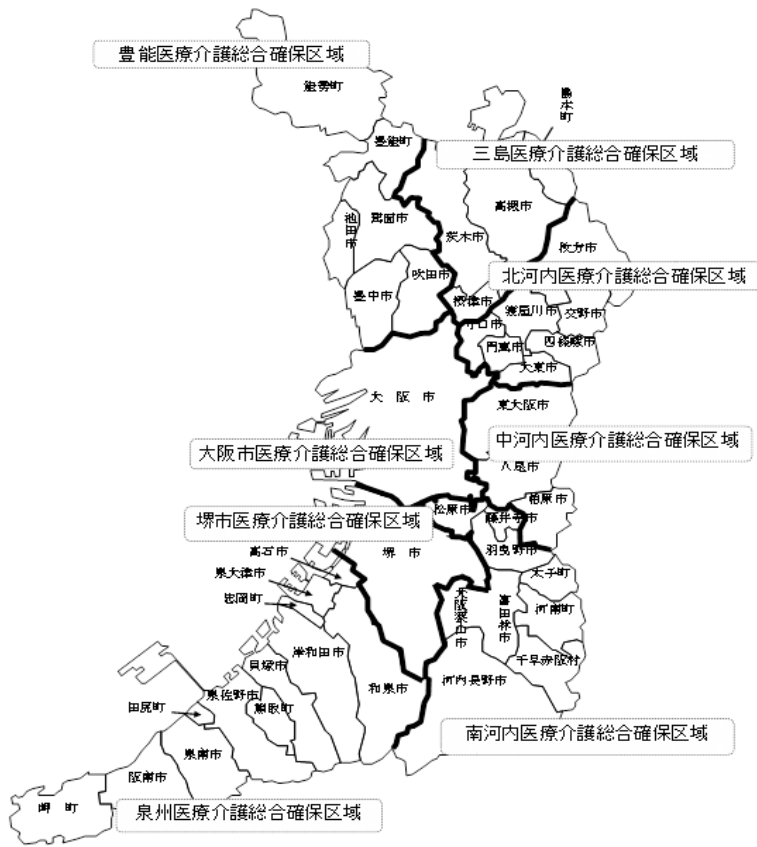 豊能医療介護総合確保区域
能勢町
島本町
豊能町
三島医療介護総合確保区域
高槻市
箕面市
池田市
茨木市
枚方市
吹田市
北河内医療介護総合確保区域
豊中市
摂津市
寝屋川市
交野市
守口市
門真市
四條畷市
大東市
大阪市
東大阪市
中河内医療介護総合確保区域
大阪市医療介護総合確保区域
八尾市
柏原市
松原市
藤井寺市
堺市医療介護総合確保区域
高石市
堺市
羽曳野市
泉大津市
太子町
忠岡町
大阪狭山市
富田林市
河南町
岸和田市
千早赤阪村
貝塚市
和泉市
河内長野市
泉佐野市
熊取町
田尻町
南河内医療介護総合確保区域
泉南市
阪南市
岬町
泉州医療介護総合確保区域